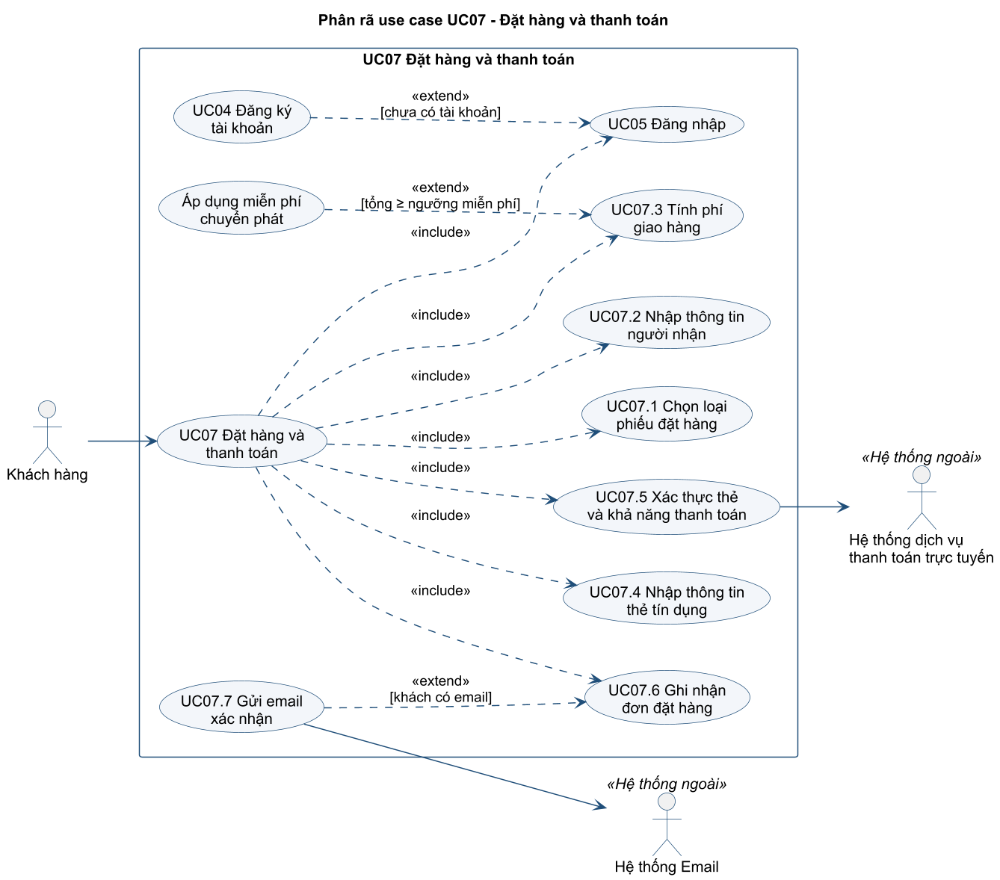 Phân rã use case UC07 - Đặt hàng và thanh toán
UC07 Đặt hàng và thanh toán
UC04 Đăng ký
tài khoản
«extend»
[chưa có tài khoản]
UC05 Đăng nhập
Áp dụng miễn phí
chuyển phát
«extend»
[tổng ≥ ngưỡng miễn phí]
UC07.3 Tính phí
giao hàng
«include»
«include»
UC07.2 Nhập thông tin
người nhận
«include»
UC07.1 Chọn loại
phiếu đặt hàng
«include»
Khách hàng
UC07 Đặt hàng và
thanh toán
«include»
UC07.5 Xác thực thẻ
và khả năng thanh toán
«Hệ thống ngoài»
Hệ thống dịch vụ
thanh toán trực tuyến
«include»
UC07.4 Nhập thông tin
thẻ tín dụng
«include»
UC07.7 Gửi email
xác nhận
«extend»
[khách có email]
UC07.6 Ghi nhận
đơn đặt hàng
«Hệ thống ngoài»
Hệ thống Email